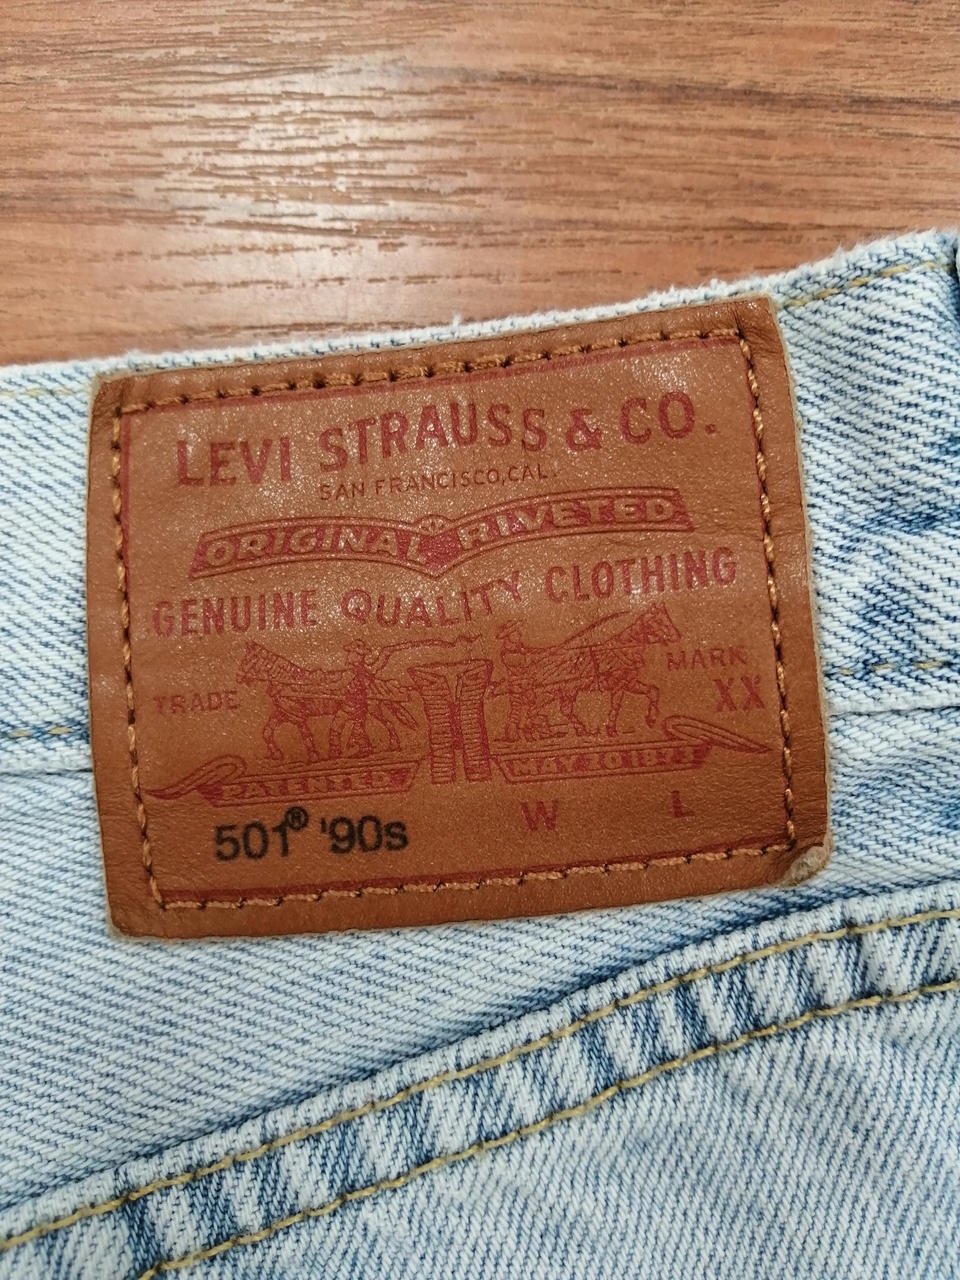 LEVI STRAUSS & CO.
SAN FRANCISCO, CAL.
ORIGINAL RIVETED
GENUINE QUALITY CLOTHING
TRADE MARK
XX
PATENTED MAY 20 1873
501® '90s W L